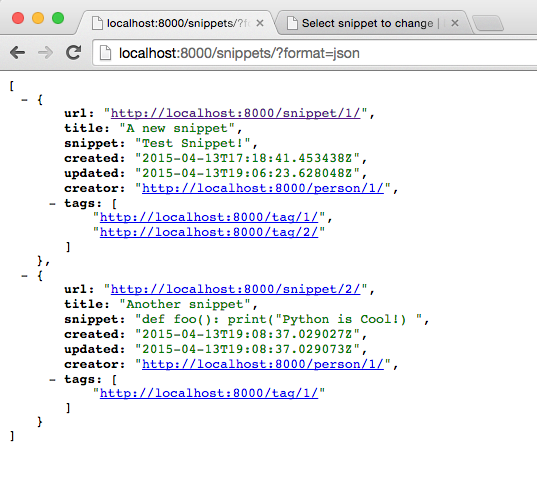 localhost:8000/snippets/?f
Select snippet to change |
localhost:8000/snippets/?format=json
[
– {
url: "http://localhost:8000/snippet/1/",
title: "A new snippet",
snippet: "Test Snippet!",
created: "2015-04-13T17:18:41.453438Z",
updated: "2015-04-13T19:06:23.628048Z",
creator: "http://localhost:8000/person/1/",
– tags: [
"http://localhost:8000/tag/1/",
"http://localhost:8000/tag/2/"
]
},
– {
url: "http://localhost:8000/snippet/2/",
title: "Another snippet",
snippet: "def foo(): print("Python is Cool!) ",
created: "2015-04-13T19:08:37.029027Z",
updated: "2015-04-13T19:08:37.029073Z",
creator: "http://localhost:8000/person/1/",
– tags: [
"http://localhost:8000/tag/1/"
]
}
]